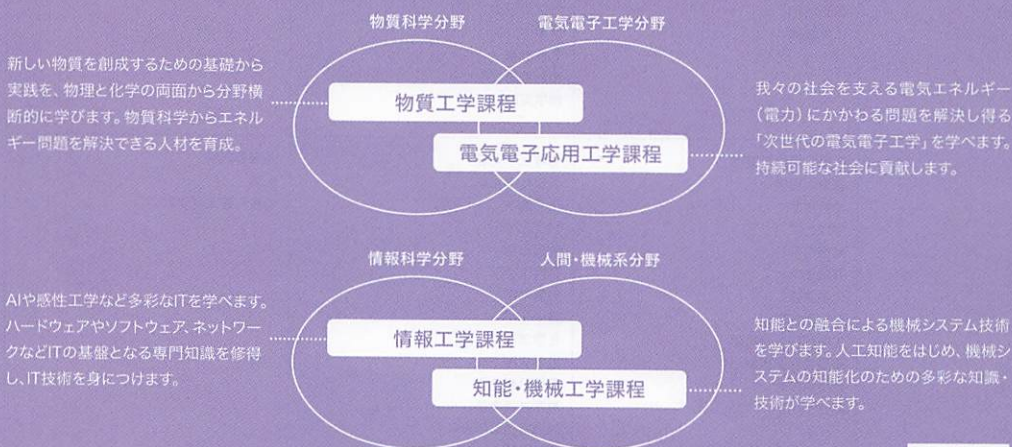 物質科学分野
電気電子工学分野
新しい物質を創成するための基礎から
実践を、物理と化学の両面から分野横
断的に学びます。物質科学からエネル
ギー問題を解決できる人材を育成。
物質工学課程
電気電子応用工学課程
我々の社会を支える電気エネルギー
(電力)にかかわる問題を解決し得る
「次世代の電気電子工学」を学べます。
持続可能な社会に貢献します。
情報科学分野
人間・機械系分野
AIや感性工学など多彩なITを学べます。
ハードウェアやソフトウェア、ネットワー
クなどITの基盤となる専門知識を修得
し、IT技術を身につけます。
情報工学課程
知能・機械工学課程
知能との融合による機械システム技術
を学びます。人工知能をはじめ、機械シ
ステムの知能化のための多彩な知識・
技術が学べます。